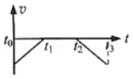 v
t₀ t₁ t₂ t₃ t